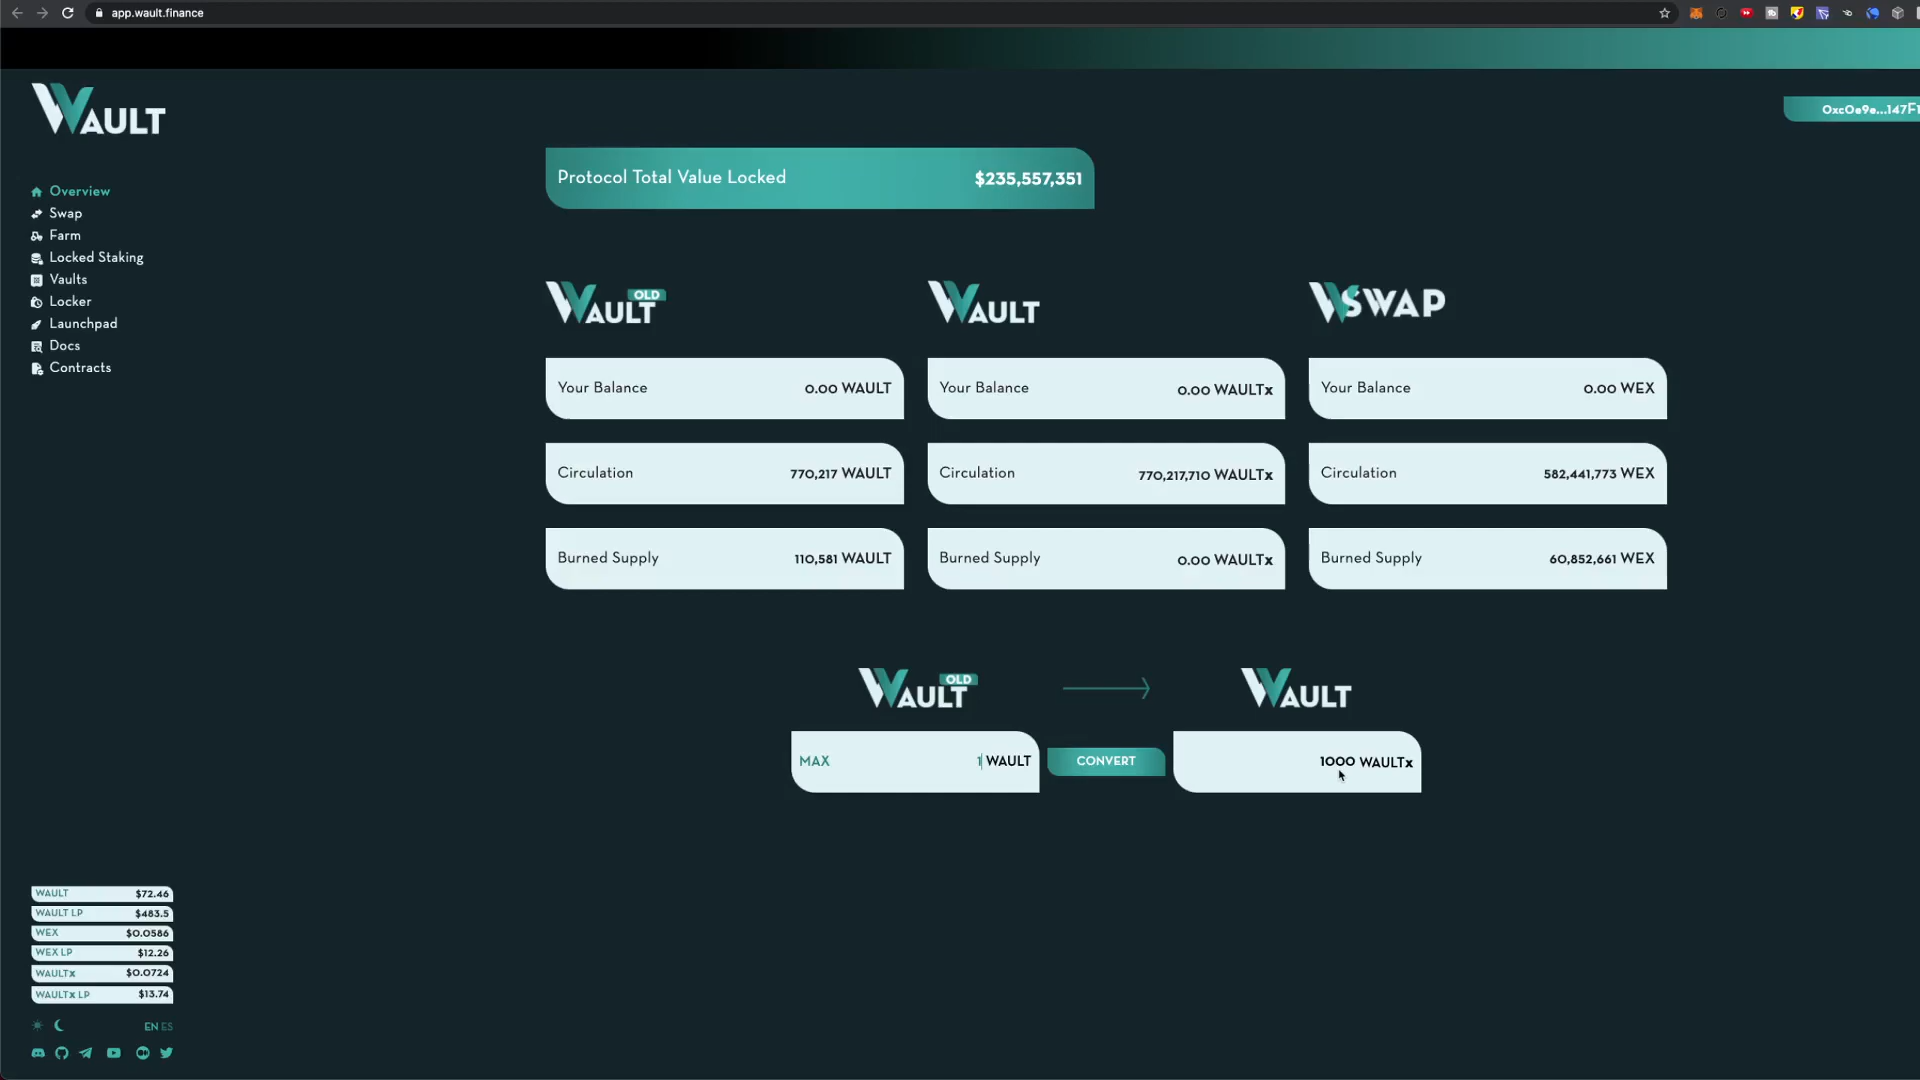 app.wault.finance
WAULT
0xc0e9e...147F1
Protocol Total Value Locked $235,557,351
Overview
Swap
Farm
Locked Staking
Vaults
Locker
Launchpad
Docs
Contracts
WAULT OLD
WAULT
WSWAP
Your Balance 0.00 WAULT
Your Balance 0.00 WAULTx
Your Balance 0.00 WEX
Circulation 770,217 WAULT
Circulation 770,217,710 WAULTx
Circulation 582,441,773 WEX
Burned Supply 110,581 WAULT
Burned Supply 0.00 WAULTx
Burned Supply 60,852,661 WEX
WAULT OLD
WAULT
MAX 1 WAULT
CONVERT
1000 WAULTx
WAULT $72.46
WAULT LP $483.5
WEX $0.0586
WEX LP $12.26
WAULTx $0.0724
WAULTx LP $13.74
EN ES